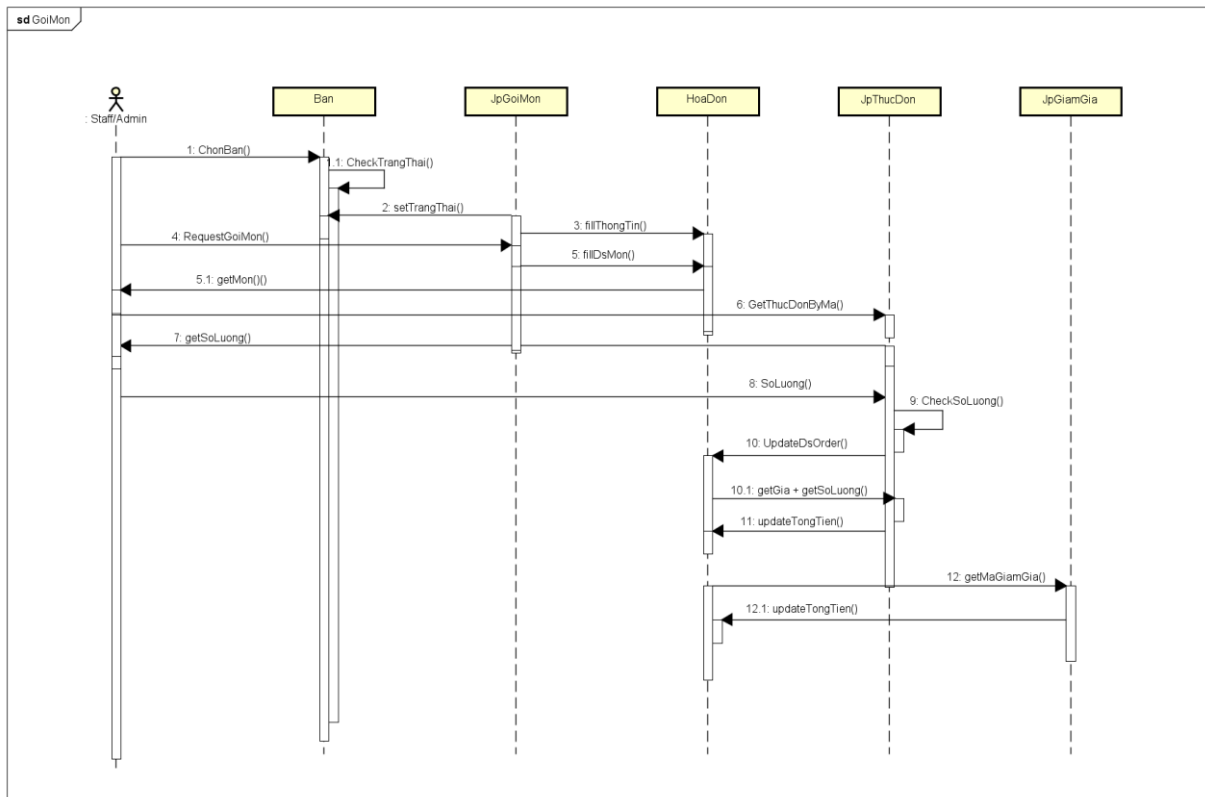 sd GoiMon
: Staff/Admin
Ban
JpGoiMon
HoaDon
JpThucDon
JpGiamGia
1: ChonBan()
1.1: CheckTrangThai()
2: setTrangThai()
3: fillThongTin()
4: RequestGoiMon()
5: fillDsMon()
5.1: getMon()()
6: GetThucDonByMa()
7: getSoLuong()
8: SoLuong()
9: CheckSoLuong()
10: UpdateDsOrder()
10.1: getGia + getSoLuong()
11: updateTongTien()
12: getMaGiamGia()
12.1: updateTongTien()